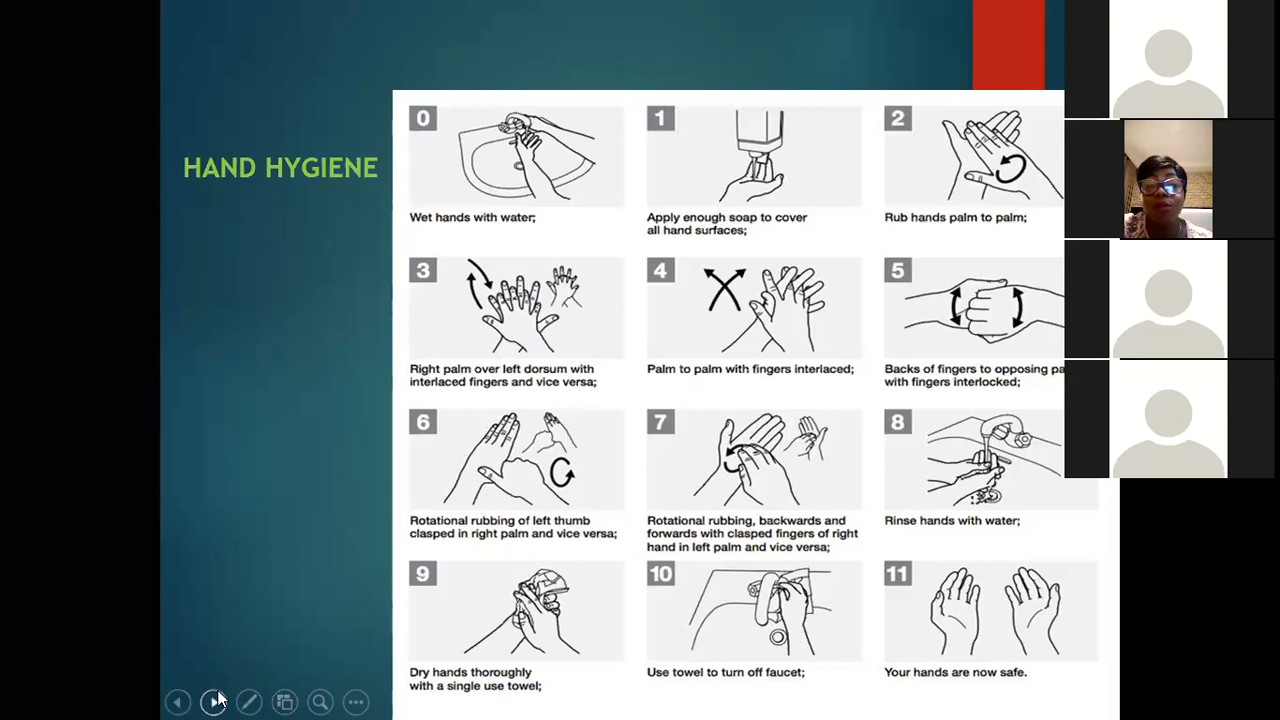 HAND HYGIENE
0
Wet hands with water;
1
Apply enough soap to cover
all hand surfaces;
2
Rub hands palm to palm;
3
Right palm over left dorsum with
interlaced fingers and vice versa;
4
Palm to palm with fingers interlaced;
5
Backs of fingers to opposing pa
with fingers interlocked;
6
Rotational rubbing of left thumb
clasped in right palm and vice versa;
7
Rotational rubbing, backwards and
forwards with clasped fingers of right
hand in left palm and vice versa;
8
Rinse hands with water;
9
Dry hands thoroughly
with a single use towel;
10
Use towel to turn off faucet;
11
Your hands are now safe.